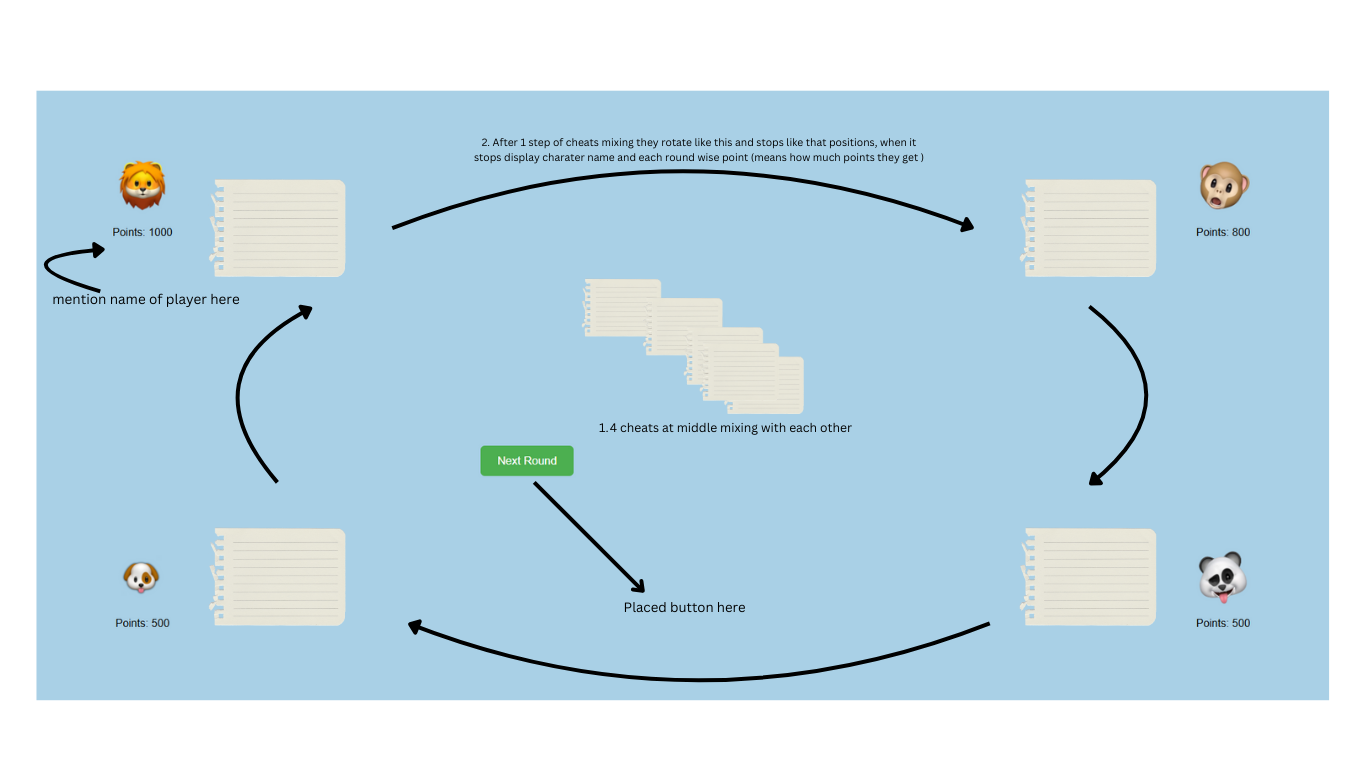 2. After 1 step of cheats mixing they rotate like this and stops like that positions, when it
stops display charater name and each round wise point (means how much points they get )
Points: 1000
Points: 800
mention name of player here
1.4 cheats at middle mixing with each other
Next Round
Placed button here
Points: 500
Points: 500